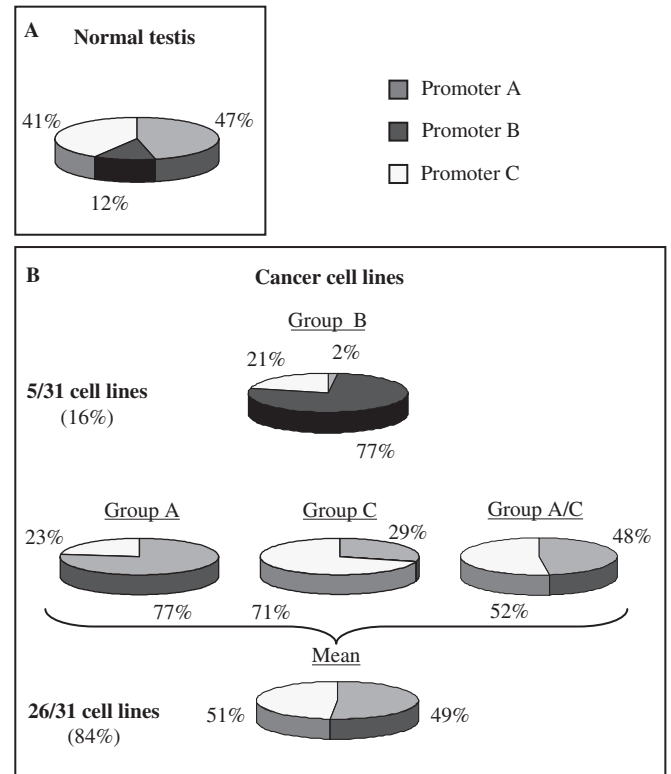 A
Normal testis
41%
47%
12%
Promoter A
Promoter B
Promoter C
B
Cancer cell lines
Group B
21%
2%
5/31 cell lines
(16%)
77%
Group A
Group C
Group A/C
23%
29%
48%
77%
71%
52%
Mean
26/31 cell lines
(84%)
51%
49%